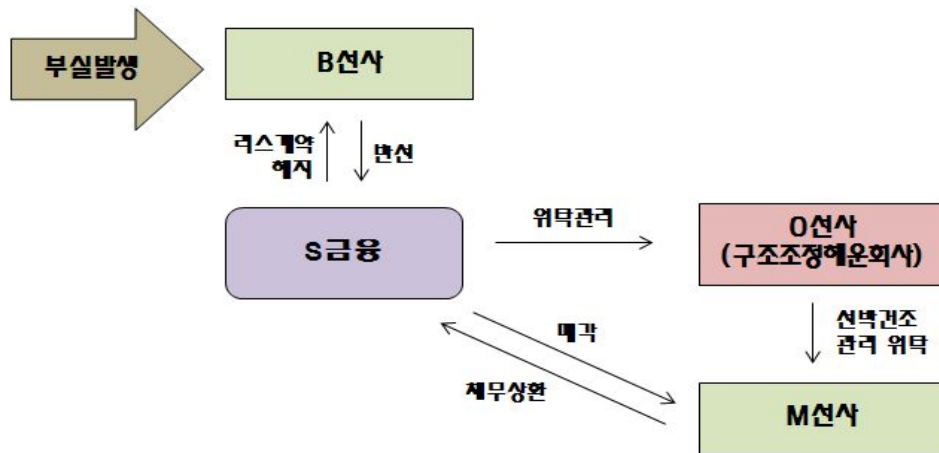 부실발생
B선사
리스계약
해지
반선
S금융
위탁관리
O선사
(구조조정해운회사)
매각
채무상환
선박건조
관리 위탁
M선사